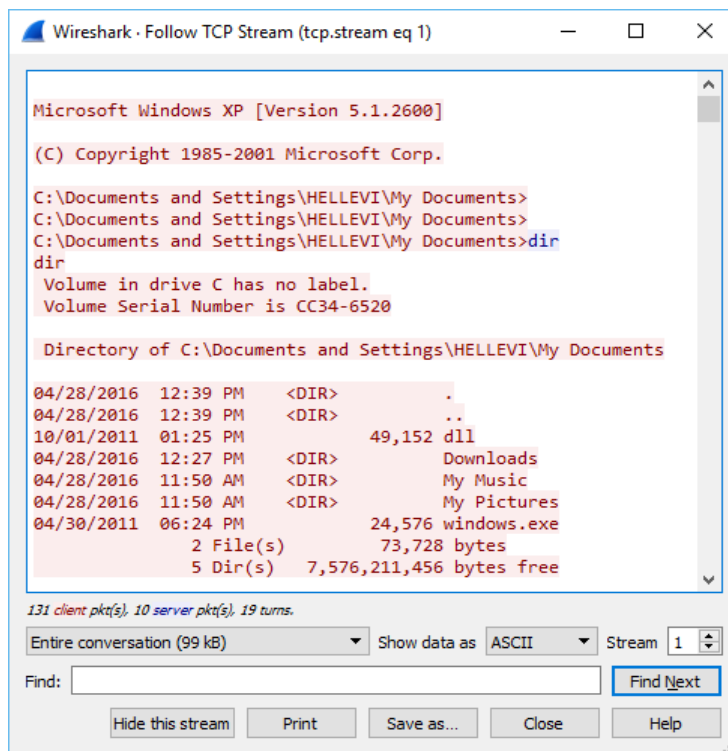 Wireshark · Follow TCP Stream (tcp.stream eq 1)
Microsoft Windows XP [Version 5.1.2600]
(C) Copyright 1985-2001 Microsoft Corp.
C:\Documents and Settings\HELLEVI\My Documents>
C:\Documents and Settings\HELLEVI\My Documents>
C:\Documents and Settings\HELLEVI\My Documents>dir
dir
Volume in drive C has no label.
Volume Serial Number is CC34-6520
Directory of C:\Documents and Settings\HELLEVI\My Documents
04/28/2016  12:39 PM    <DIR>          .
04/28/2016  12:39 PM    <DIR>          ..
10/01/2011  01:25 PM            49,152 dll
04/28/2016  12:27 PM    <DIR>          Downloads
04/28/2016  11:50 AM    <DIR>          My Music
04/28/2016  11:50 AM    <DIR>          My Pictures
04/30/2011  06:24 PM            24,576 windows.exe
2 File(s)         73,728 bytes
5 Dir(s)   7,576,211,456 bytes free
131 client pkt(s), 10 server pkt(s), 19 turns.
Entire conversation (99 kB) Show data as ASCII Stream 1
Find: Find Next
Hide this stream Print Save as... Close Help